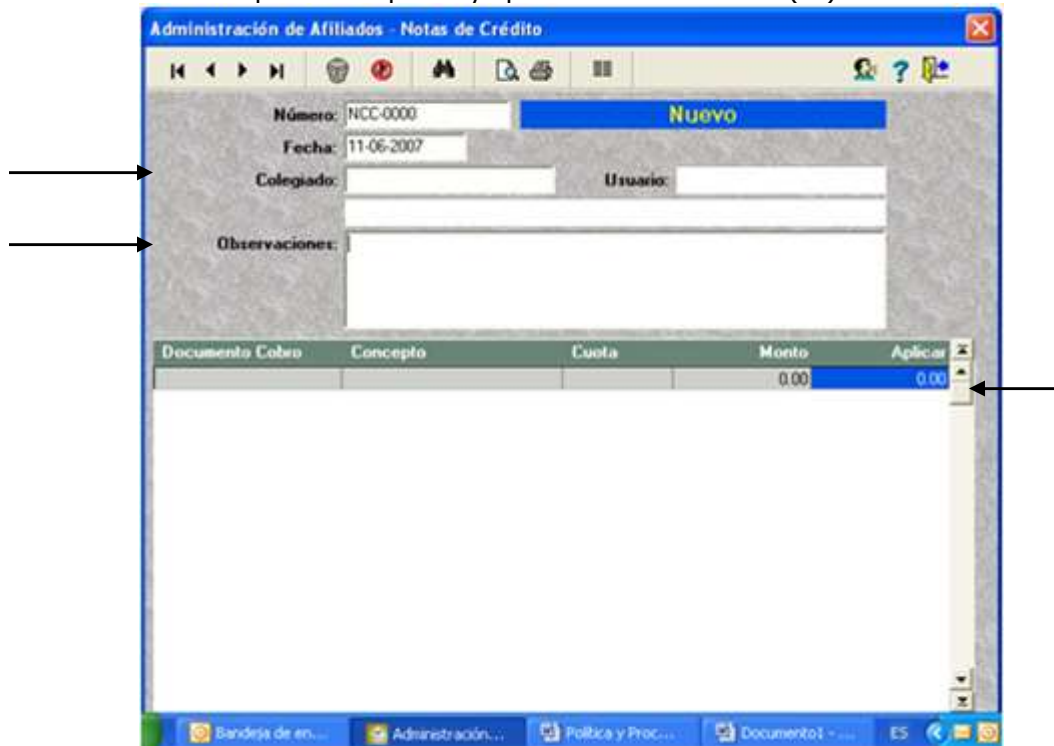 Administración de Afiliados - Notas de Crédito
Número: NCC-0000 Nuevo
Fecha: 11-06-2007
Colegiado: Usuario:
Observaciones:
Documento Cobro Concepto Cuota Monto Aplicar
0.00 0.00
Bandeja de en... Administración... Política y Proc... Documento1 - ... ES